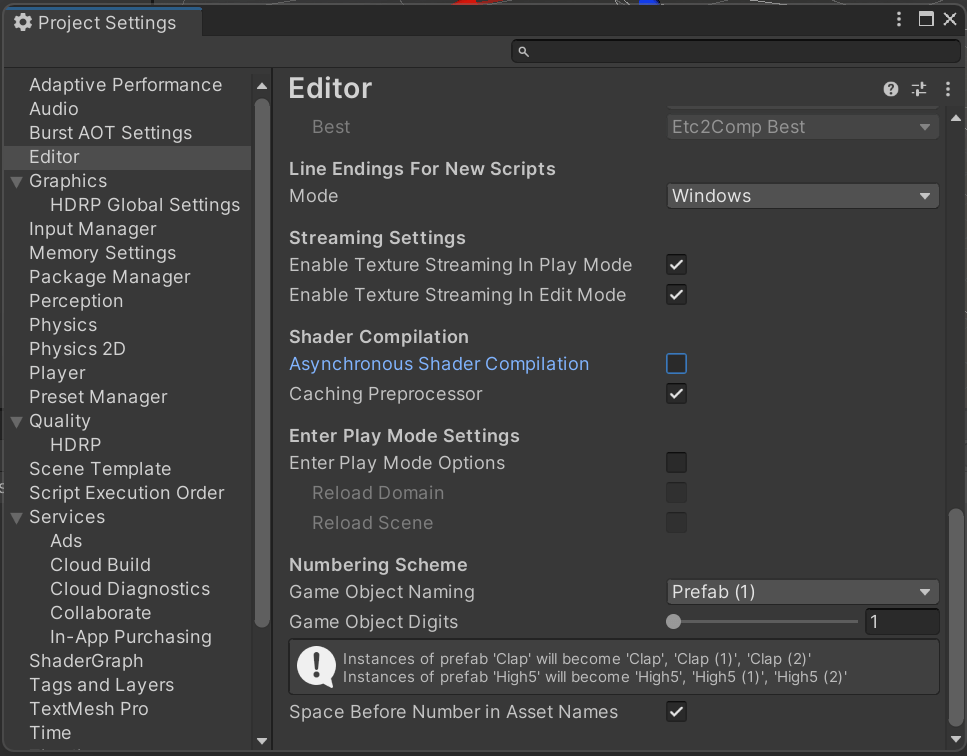 Project Settings
Adaptive Performance
Audio
Burst AOT Settings
Editor
Graphics
HDRP Global Settings
Input Manager
Memory Settings
Package Manager
Perception
Physics
Physics 2D
Player
Preset Manager
Quality
HDRP
Scene Template
Script Execution Order
Services
Ads
Cloud Build
Cloud Diagnostics
Collaborate
In-App Purchasing
ShaderGraph
Tags and Layers
TextMesh Pro
Time
Editor
Best Etc2Comp Best
Line Endings For New Scripts
Mode Windows
Streaming Settings
Enable Texture Streaming In Play Mode
Enable Texture Streaming In Edit Mode
Shader Compilation
Asynchronous Shader Compilation
Caching Preprocessor
Enter Play Mode Settings
Enter Play Mode Options
Reload Domain
Reload Scene
Numbering Scheme
Game Object Naming Prefab (1)
Game Object Digits 1
Instances of prefab 'Clap' will become 'Clap', 'Clap (1)', 'Clap (2)'
Instances of prefab 'High5' will become 'High5', 'High5 (1)', 'High5 (2)'
Space Before Number in Asset Names